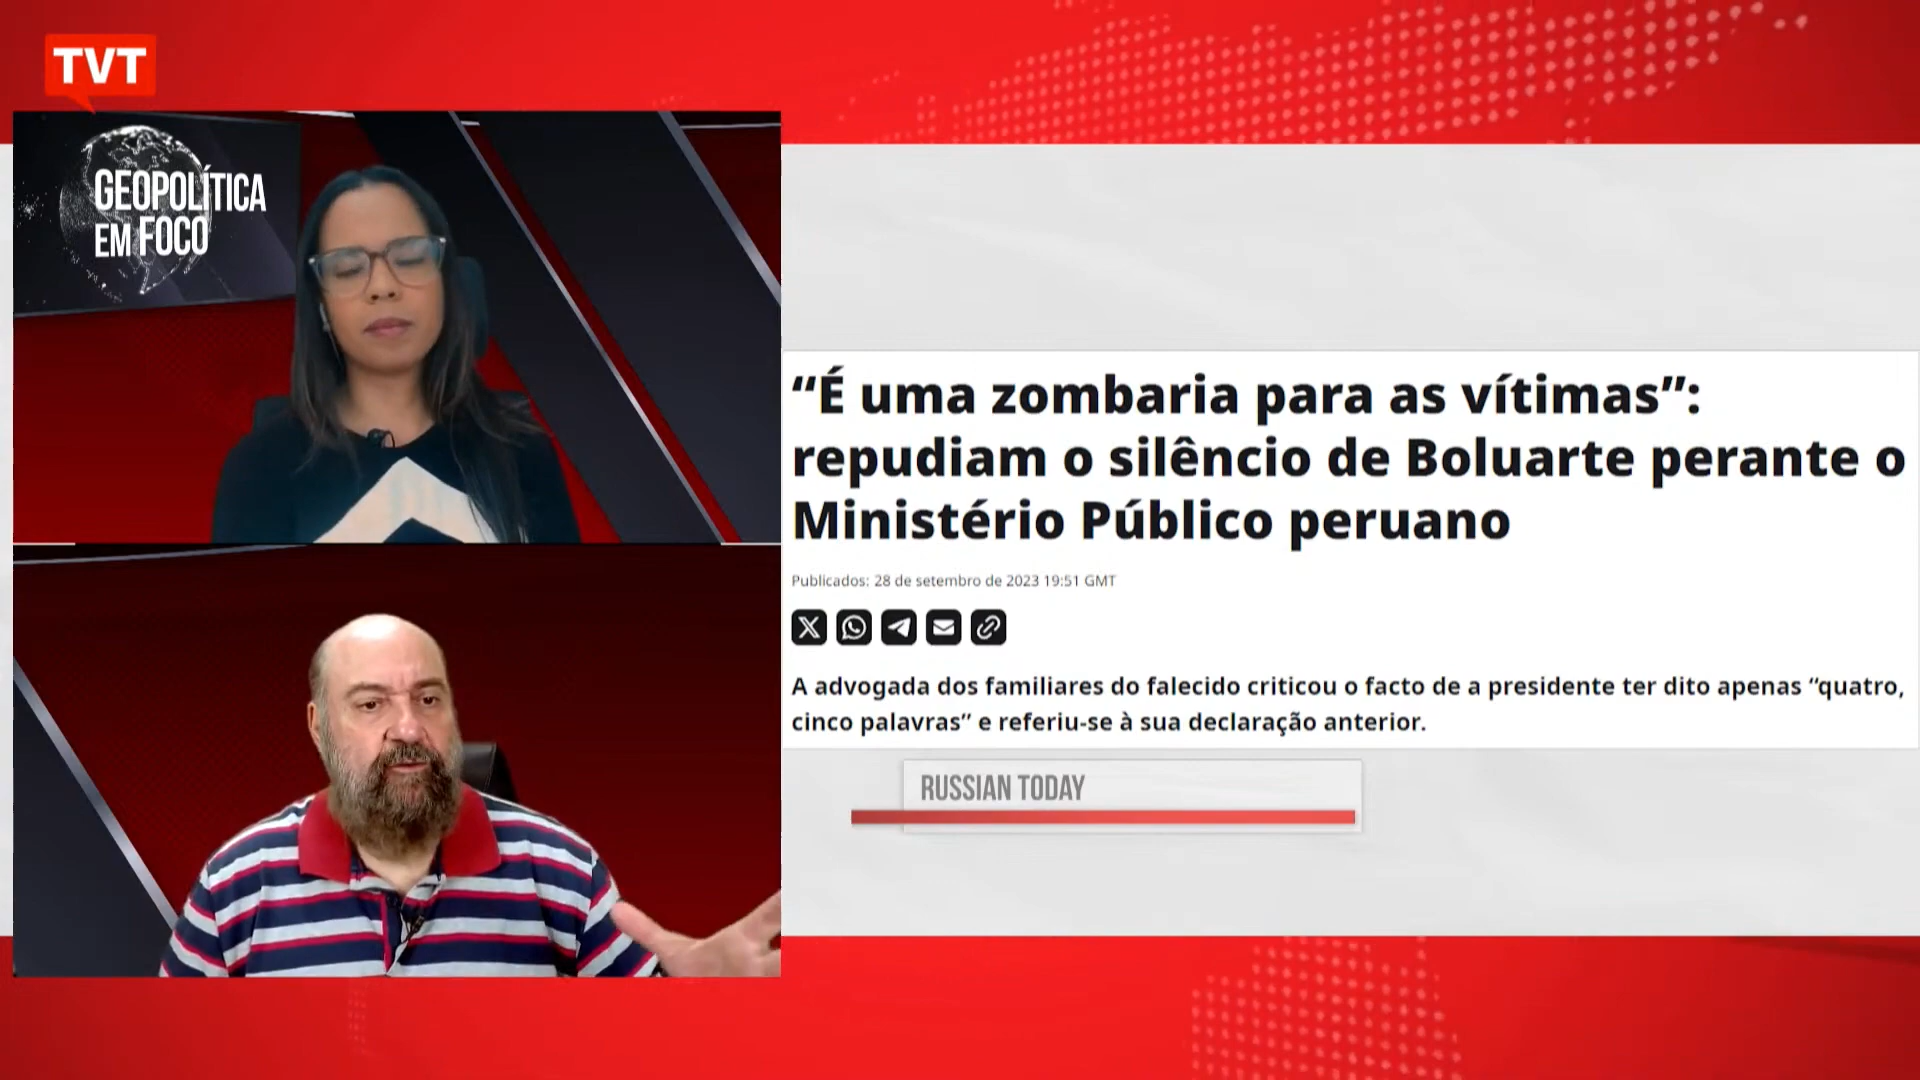 TVT
GEOPOLÍTICA
EM FOCO
“É uma zombaria para as vítimas”:
repudiam o silêncio de Boluarte perante o
Ministério Público peruano
Publicados: 28 de setembro de 2023 19:51 GMT
A advogada dos familiares do falecido criticou o facto de a presidente ter dito apenas “quatro,
cinco palavras” e referiu-se à sua declaração anterior.
RUSSIAN TODAY